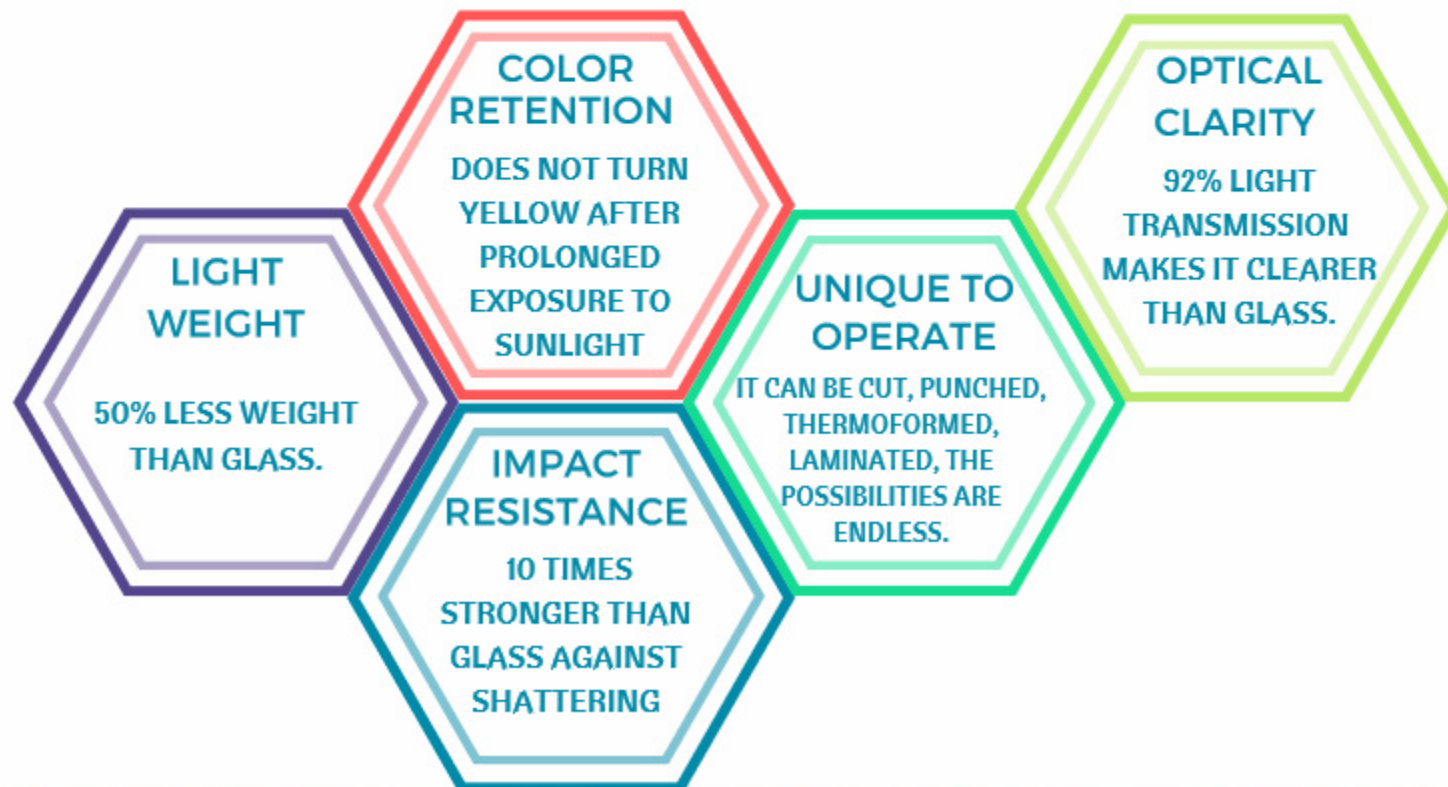 LIGHT
WEIGHT
50% LESS WEIGHT
THAN GLASS.
COLOR
RETENTION
DOES NOT TURN
YELLOW AFTER
PROLONGED
EXPOSURE TO
SUNLIGHT
IMPACT
RESISTANCE
10 TIMES
STRONGER THAN
GLASS AGAINST
SHATTERING
UNIQUE TO
OPERATE
IT CAN BE CUT, PUNCHED,
THERMOFORMED,
LAMINATED, THE
POSSIBILITIES ARE
ENDLESS.
OPTICAL
CLARITY
92% LIGHT
TRANSMISSION
MAKES IT CLEARER
THAN GLASS.